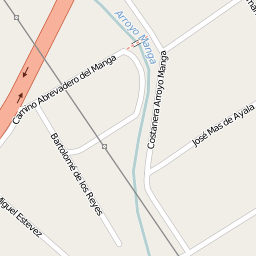 Arroyo Manga
Camino Abrevadero del Manga
Costanera Arroyo Manga
José Mas de Ayala
Bartolomé de los Reyes
Miguel Estevez